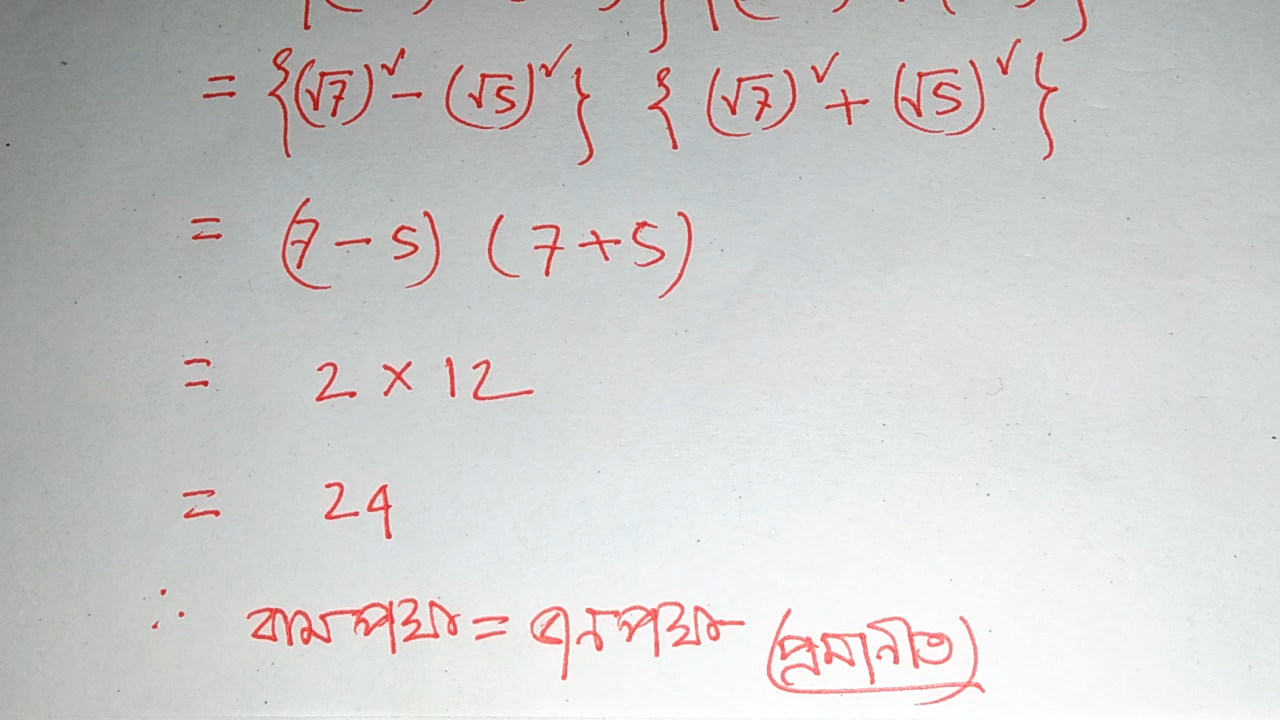 = {(√7)² - (√5)²} {(√7)² + (√5)²}
= (7 - 5) (7 + 5)
= 2 × 12
= 24
∴ বামপক্ষ = ডানপক্ষ (প্রমানীত)